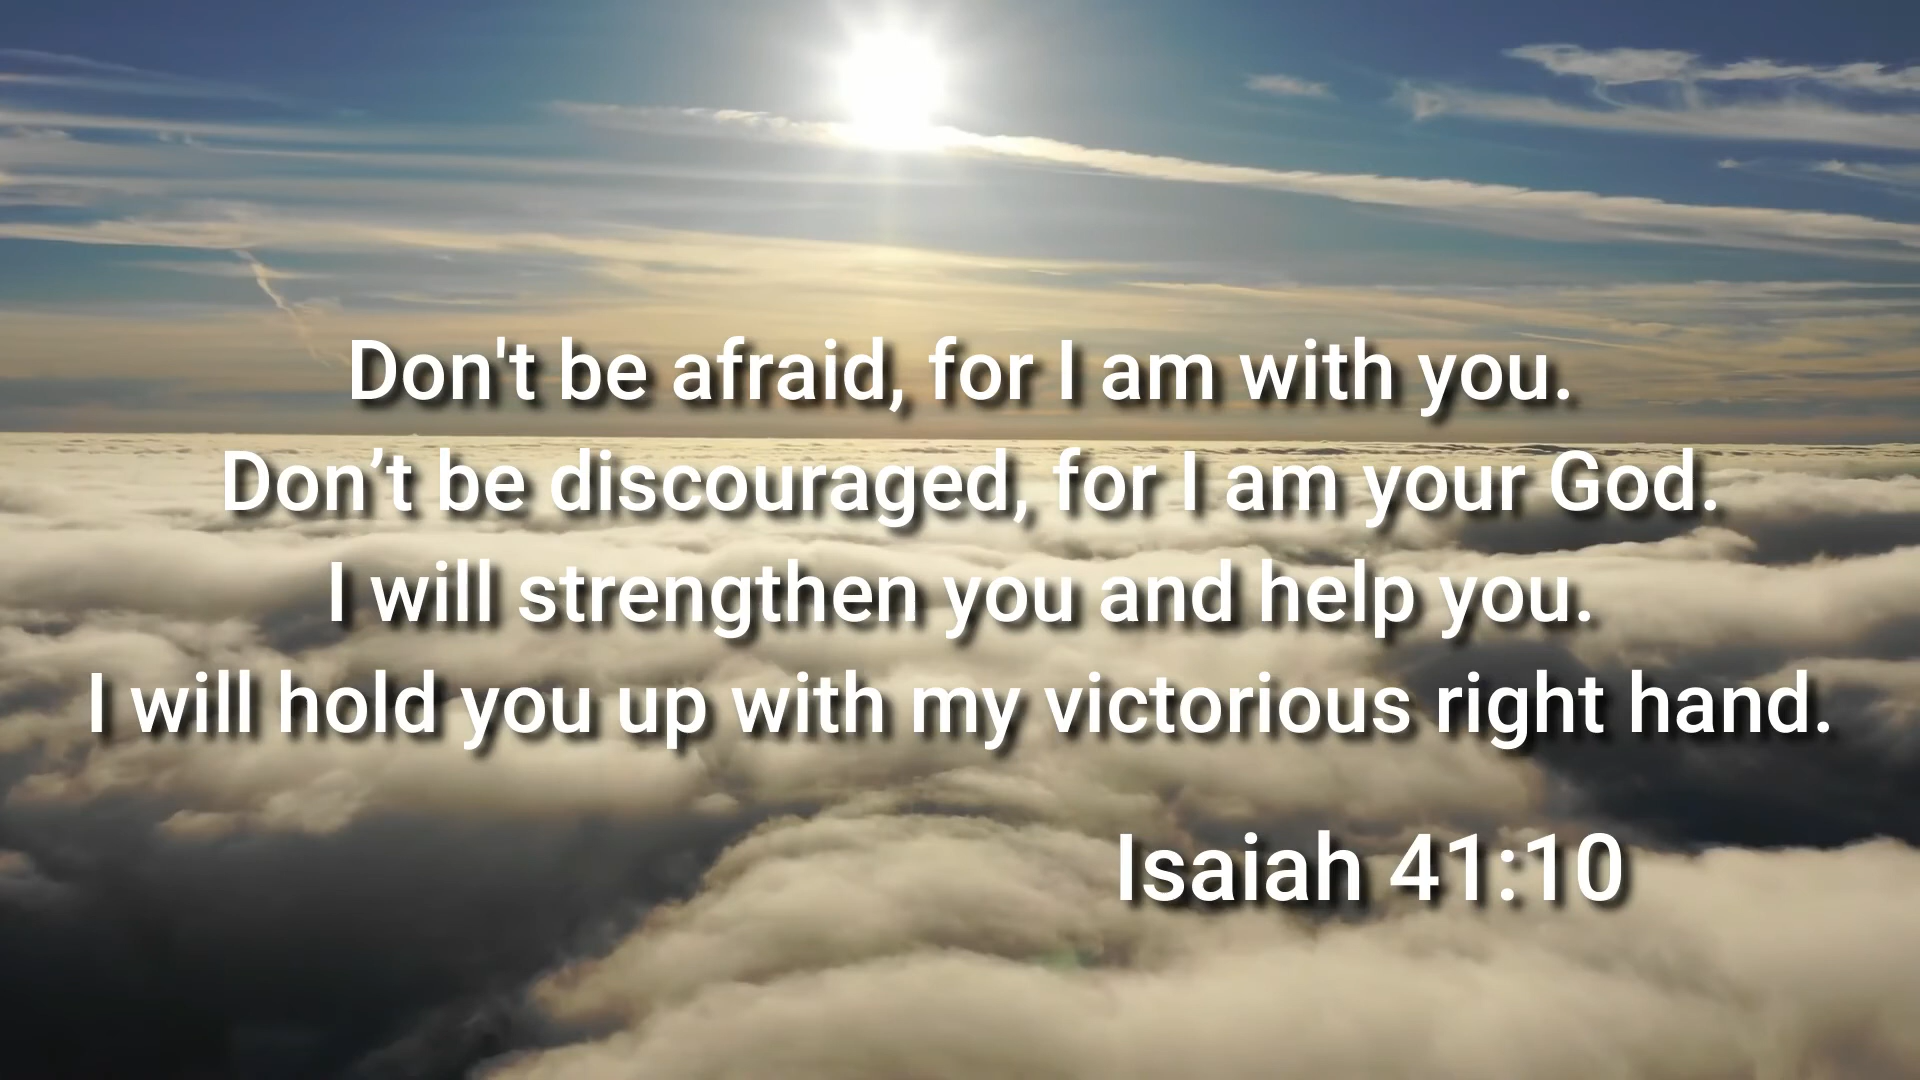 Don't be afraid, for I am with you.
Don’t be discouraged, for I am your God.
I will strengthen you and help you.
I will hold you up with my victorious right hand.
Isaiah 41:10